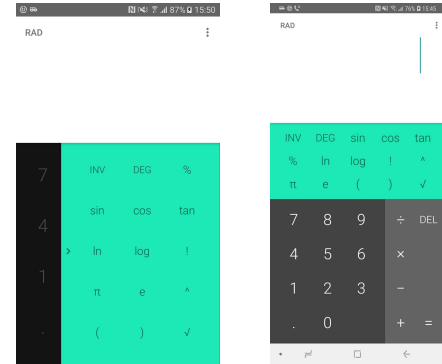 87% 15:50
RAD
7 INV DEG %
sin cos tan
4
ln log !
1
π e ^
. ( ) √
76% 15:45
RAD
INV DEG sin cos tan
% ln log ! ^
π e ( ) √
7 8 9 ÷ DEL
4 5 6 ×
1 2 3 −
. 0 + =